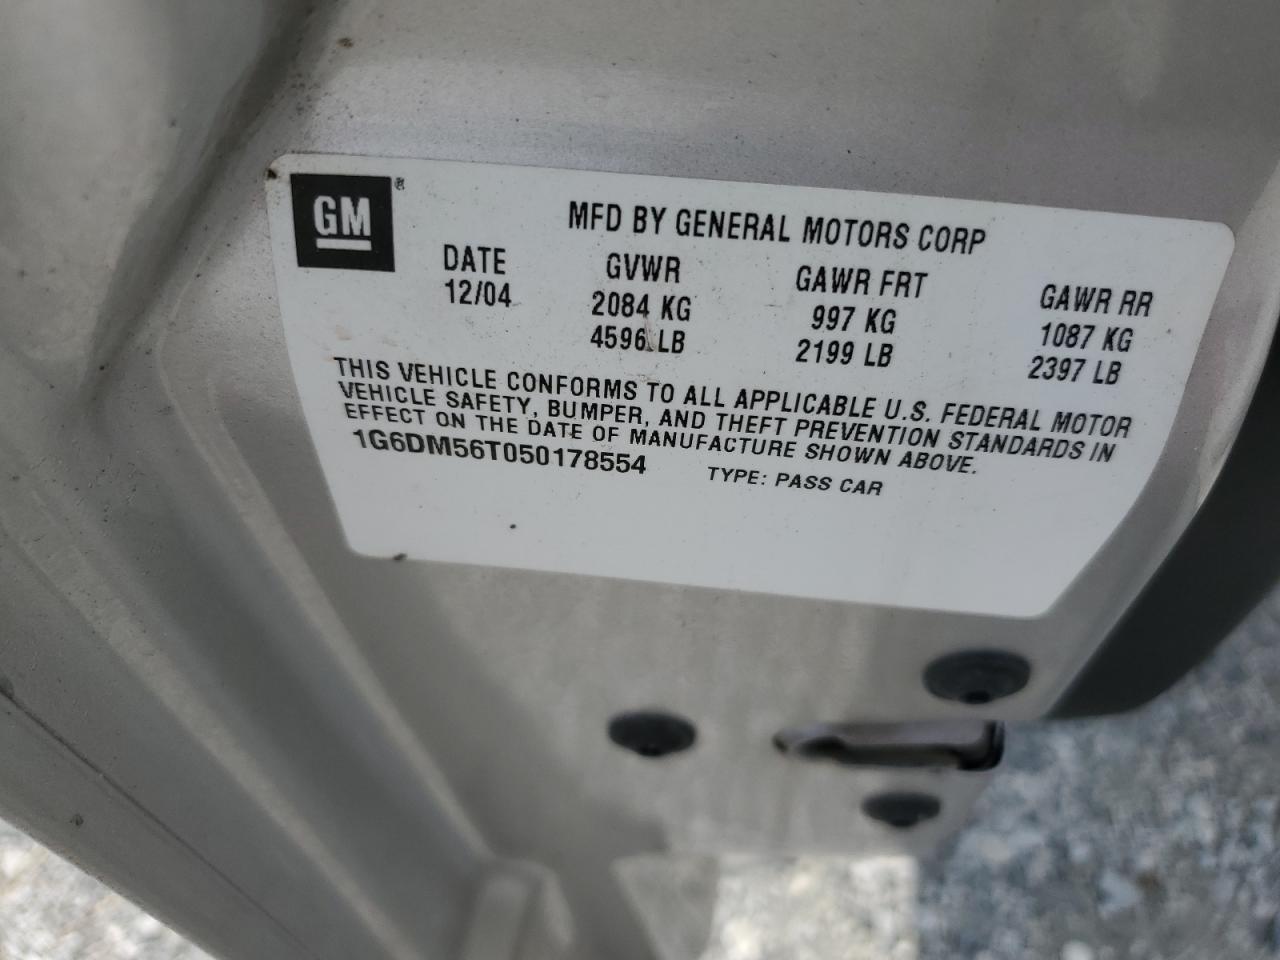 GM®
MFD BY GENERAL MOTORS CORP
DATE GVWR GAWR FRT GAWR RR
12/04 2084 KG 997 KG 1087 KG
4596 LB 2199 LB 2397 LB
THIS VEHICLE CONFORMS TO ALL APPLICABLE U.S. FEDERAL MOTOR
VEHICLE SAFETY, BUMPER, AND THEFT PREVENTION STANDARDS IN
EFFECT ON THE DATE OF MANUFACTURE SHOWN ABOVE.
1G6DM56T050178554 TYPE: PASS CAR